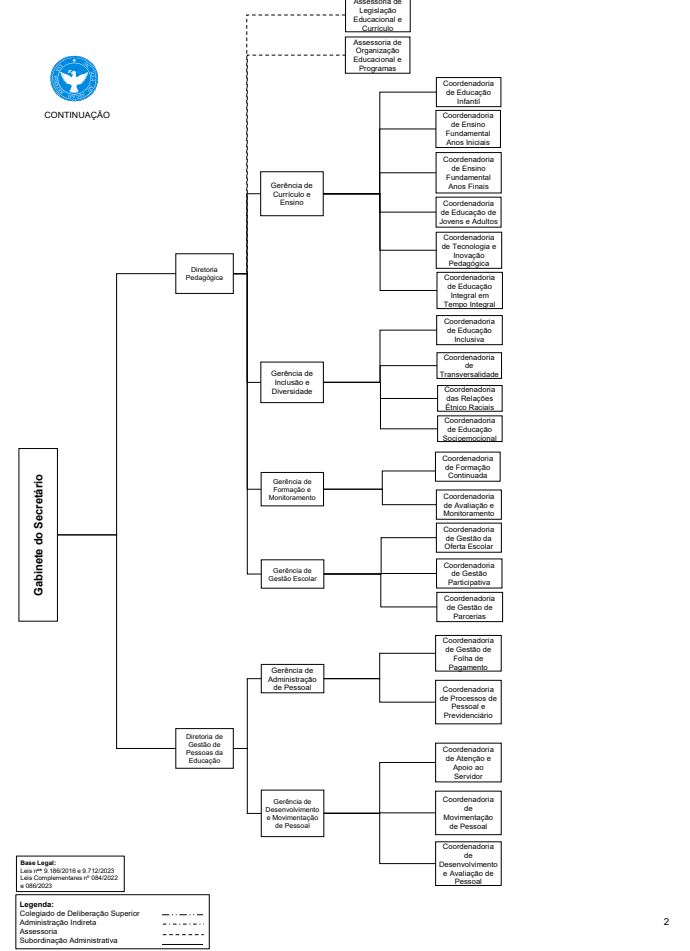 Assessoria de
Legislação
Educacional e
Currículo
Assessoria de
Organização
Educacional e
Programas
CONTINUAÇÃO
Coordenadoria
de Educação
Infantil
Coordenadoria
de Ensino
Fundamental
Anos Iniciais
Coordenadoria
de Ensino
Fundamental
Anos Finais
Gerência de
Currículo e
Ensino
Coordenadoria
de Educação de
Jovens e Adultos
Coordenadoria
de Tecnologia e
Inovação
Pedagógica
Diretoria
Pedagógica
Coordenadoria
de Educação
Integral em
Tempo Integral
Coordenadoria
de Educação
Inclusiva
Coordenadoria
de
Transversalidade
Gerência de
Inclusão e
Diversidade
Coordenadoria
das Relações
Étnico Raciais
Coordenadoria
de Educação
Socioemocional
Gabinete do Secretário
Coordenadoria
de Formação
Continuada
Gerência de
Formação e
Monitoramento
Coordenadoria
de Avaliação e
Monitoramento
Coordenadoria
de Gestão da
Oferta Escolar
Gerência de
Gestão Escolar
Coordenadoria
de Gestão
Participativa
Coordenadoria
de Gestão de
Parcerias
Coordenadoria
de Gestão de
Folha de
Pagamento
Gerência de
Administração
de Pessoal
Coordenadoria
de Processos de
Pessoal e
Previdenciário
Diretoria de
Gestão de
Pessoas da
Educação
Coordenadoria
de Atenção e
Apoio ao
Servidor
Gerência de
Desenvolvimento
e Movimentação
de Pessoal
Coordenadoria
de
Movimentação
de Pessoal
Coordenadoria
de
Desenvolvimento
e Avaliação de
Pessoal
Base Legal:
Leis nºs 9.186/2016 e 9.712/2023
Leis Complementares nº 084/2022
e 086/2023
Legenda:
Colegiado de Deliberação Superior
Administração Indireta
Assessoria
Subordinação Administrativa
2